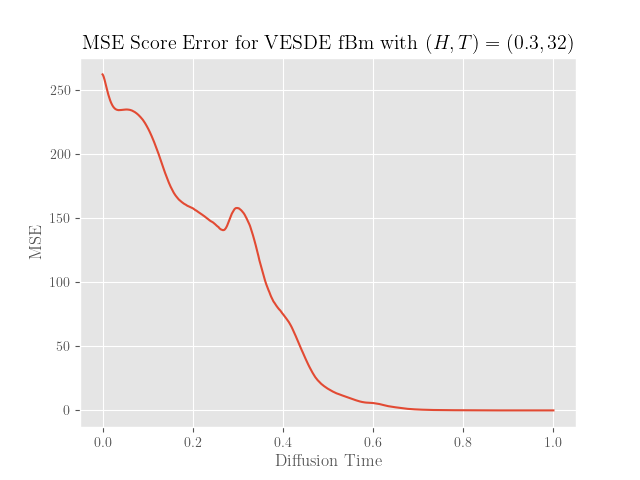 MSE Score Error for VESDE fBm with (H, T) = (0.3, 32)
250
200
150
100
50
0
MSE
0.0 0.2 0.4 0.6 0.8 1.0
Diffusion Time